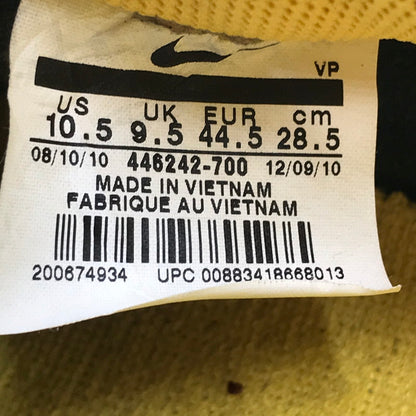 VP
US UK EUR cm
10.5 9.5 44.5 28.5
08/10/10 446242-700 12/09/10
MADE IN VIETNAM
FABRIQUE AU VIETNAM
200674934 UPC 00883418668013